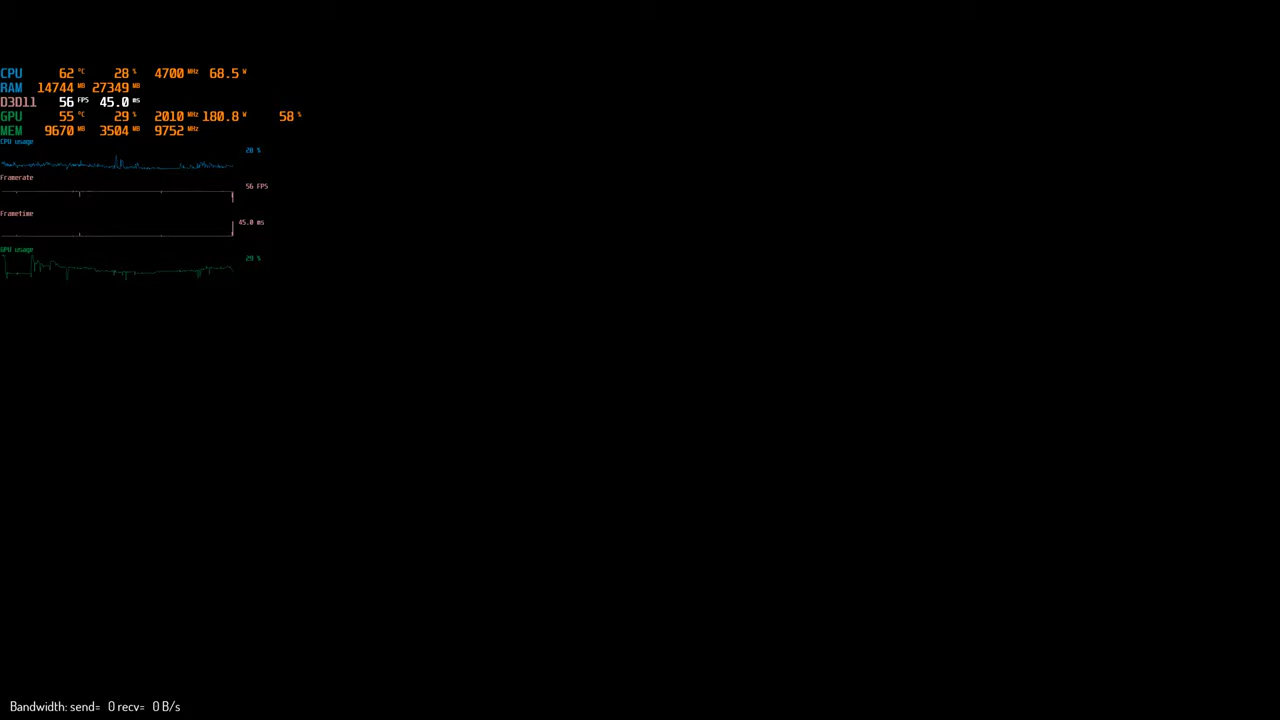 CPU 62 °C 28 % 4700 MHz 68.5 W
RAM 14744 MB 27349 MB
D3D11 56 FPS 45.0 ms
GPU 55 °C 29 % 2010 MHz 180.8 W 58 %
MEM 9670 MB 3504 MB 9752 MHz
CPU usage
28 %
Framerate
56 FPS
Frametime
45.0 ms
GPU usage
29 %
Bandwidth: send= 0 recv= 0 B/s